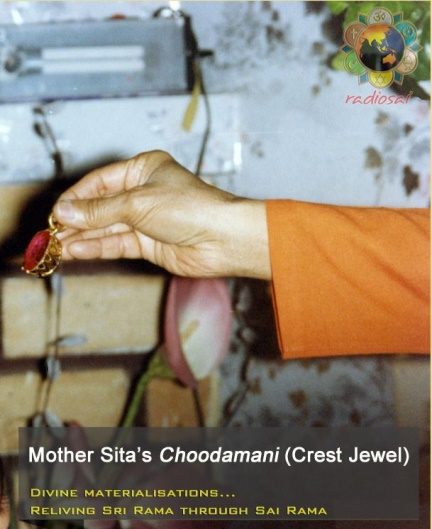 radiosai
Mother Sita's Choodamani (Crest Jewel)
Divine materialisations...
Reliving Sri Rama through Sai Rama